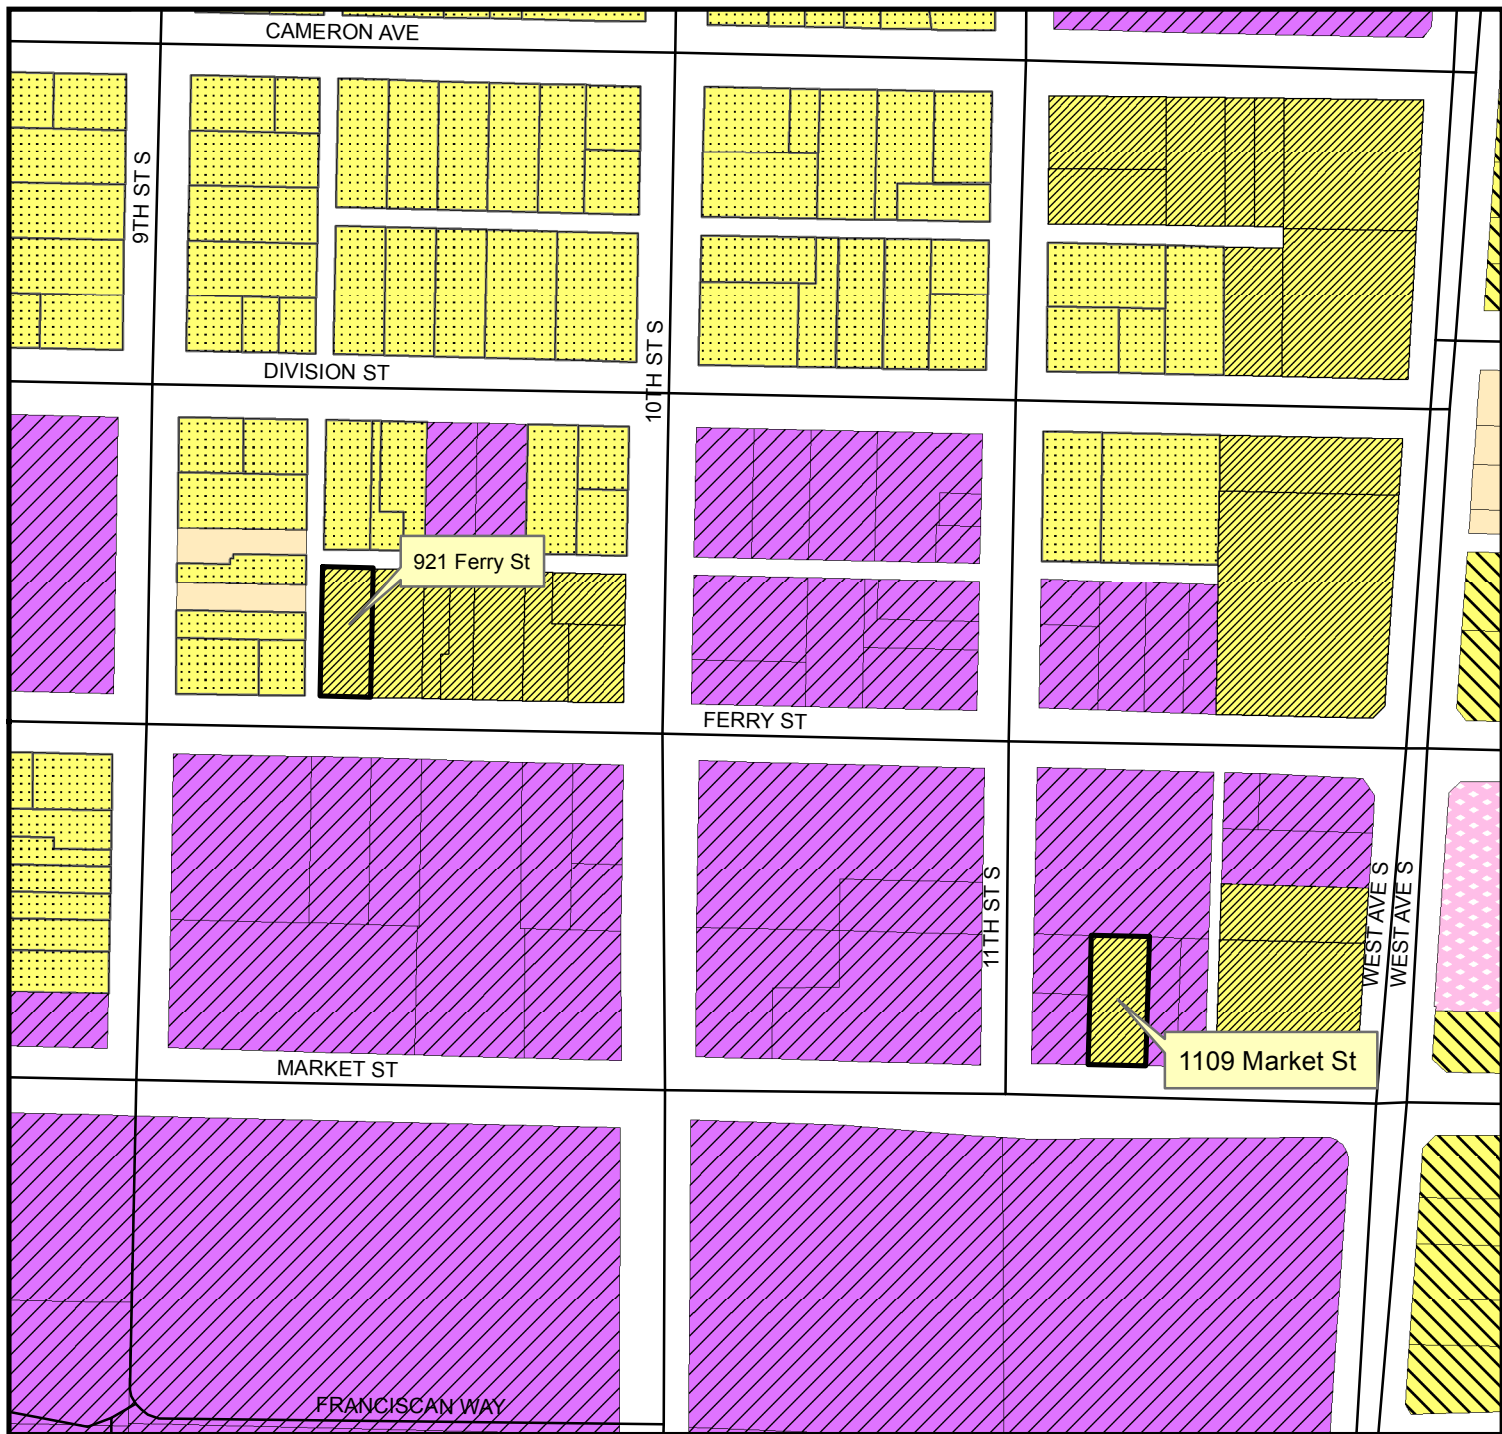 CAMERON AVE
9TH ST S
10TH ST S
DIVISION ST
921 Ferry St
FERRY ST
11TH ST S
WEST AVE S
WEST AVE S
1109 Market St
MARKET ST
FRANCISCAN WAY